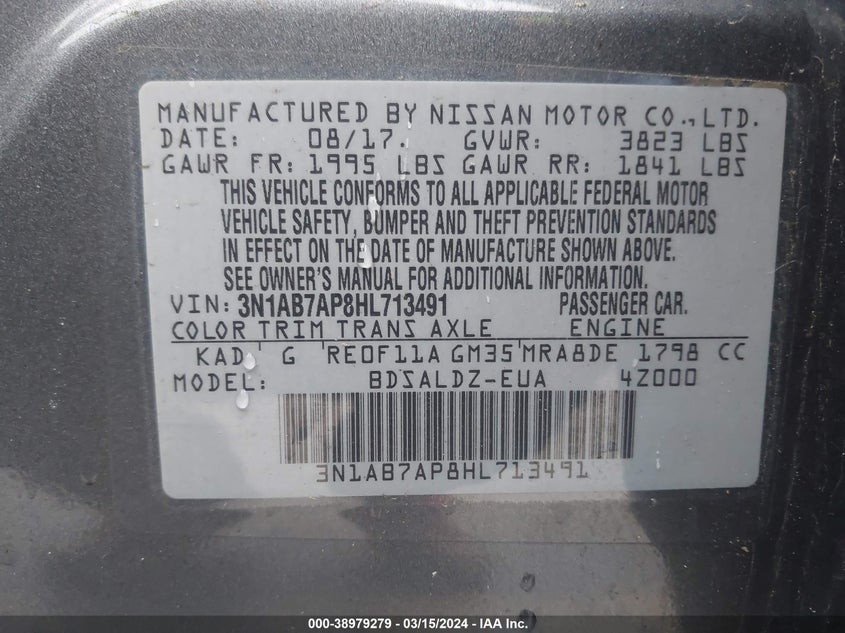 MANUFACTURED BY NISSAN MOTOR CO., LTD.
DATE: 08/17. GVWR: 3823 LBS
GAWR FR: 1995 LBS GAWR RR: 1841 LBS
THIS VEHICLE CONFORMS TO ALL APPLICABLE FEDERAL MOTOR
VEHICLE SAFETY, BUMPER AND THEFT PREVENTION STANDARDS
IN EFFECT ON THE DATE OF MANUFACTURE SHOWN ABOVE.
SEE OWNER'S MANUAL FOR ADDITIONAL INFORMATION.
VIN: 3N1AB7AP8HL713491 PASSENGER CAR.
COLOR TRIM TRANS AXLE ENGINE
KAD G RE0F11A GM35 MRA8DE 1798 CC
MODEL: BDSALDZ-EUA 4Z000
3N1AB7AP8HL713491
000-38979279 - 03/15/2024 - IAAI.com